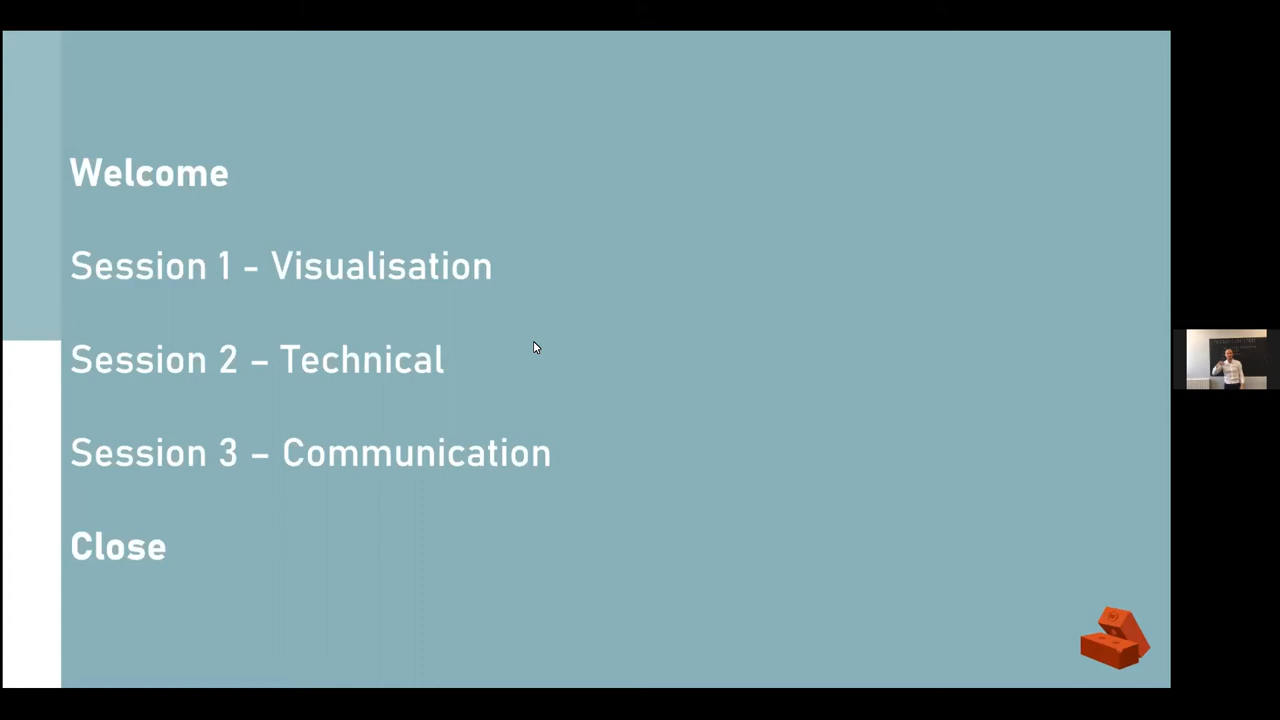 Welcome
Session 1 - Visualisation
Session 2 – Technical
Session 3 – Communication
Close